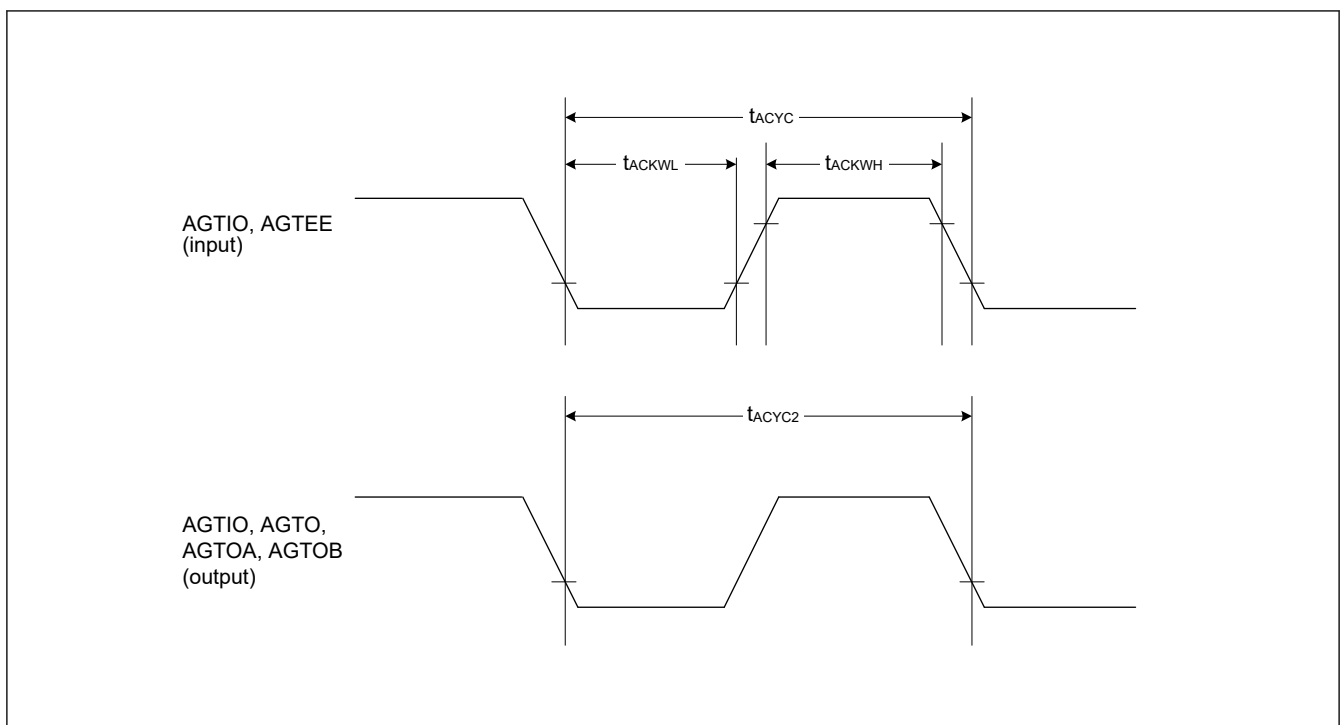 tACYC
tACKWL
tACKWH
AGTIO, AGTEE
(input)
tACYC2
AGTIO, AGTO,
AGTOA, AGTOB
(output)